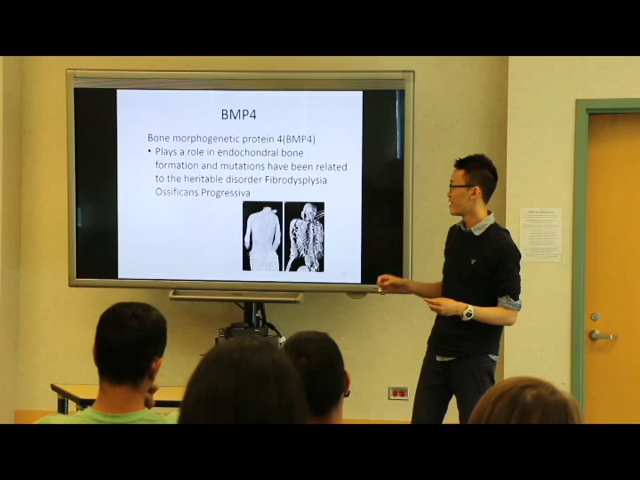 BMP4
Bone morphogenetic protein 4(BMP4)
• Plays a role in endochondral bone
formation and mutations have been related
to the heritable disorder Fibrodysplysia
Ossificans Progressiva